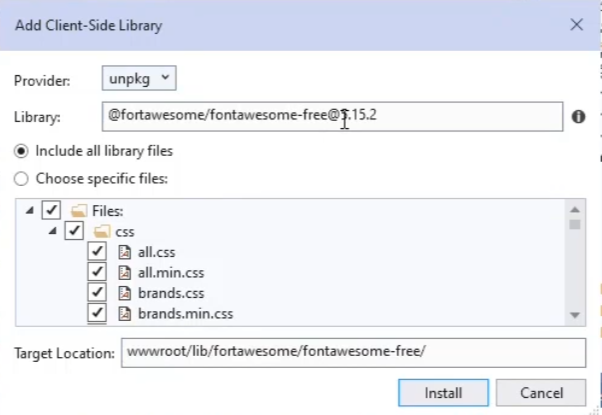 Add Client-Side Library
Provider: unpkg
Library: @fortawesome/fontawesome-free@5.15.2
Include all library files
Choose specific files:
Files:
css
all.css
all.min.css
brands.css
brands.min.css
Target Location: wwwroot/lib/fortawesome/fontawesome-free/
Install Cancel